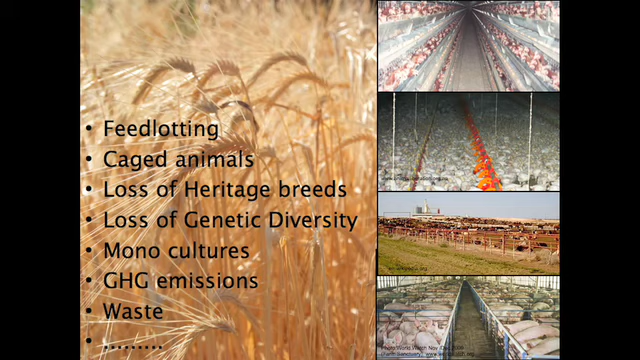 • Feedlotting
• Caged animals
• Loss of Heritage breeds
• Loss of Genetic Diversity
• Mono cultures
• GHG emissions
• Waste
• .........